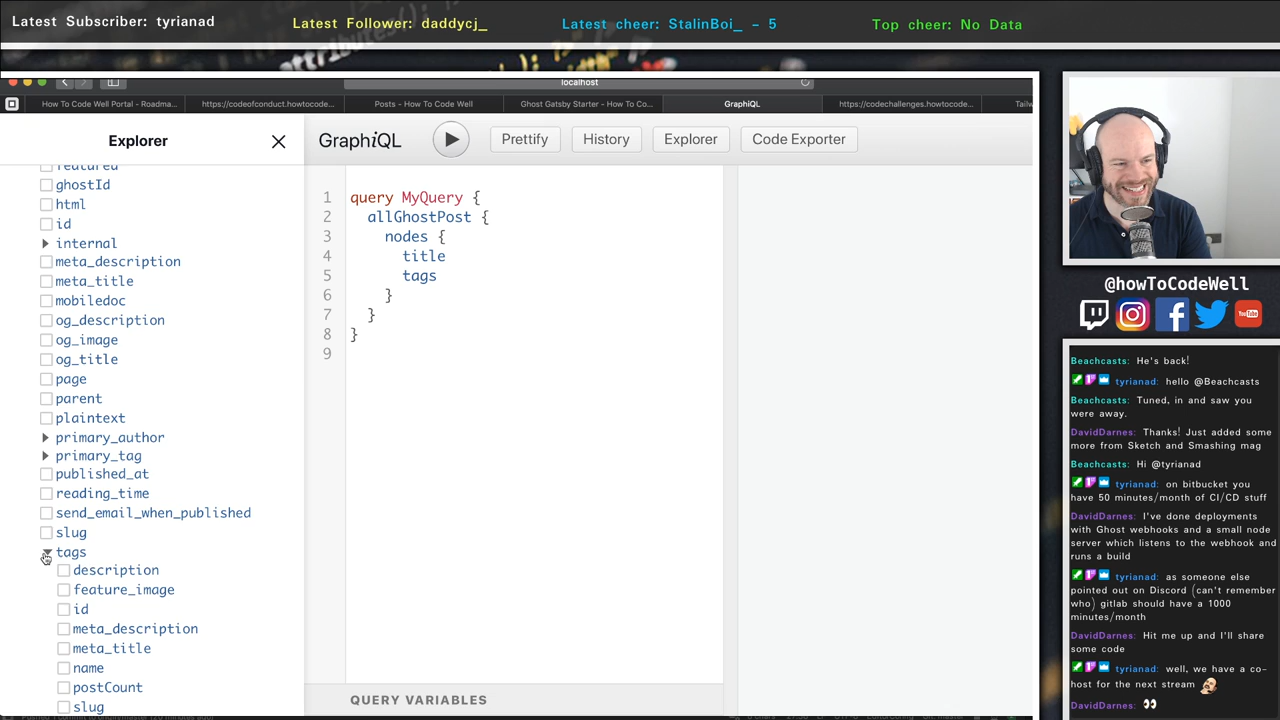 Latest Subscriber: tyrianad
Latest Follower: daddycj_
Latest cheer: StalinBoi_ - 5
Top cheer: No Data
localhost
How To Code Well Portal - Roadma...
https://codeofconduct.howtocode...
Posts - How To Code Well
Ghost Gatsby Starter - How To Co...
GraphiQL
https://codechallenges.howtocode...
Tailw
Explorer
GraphiQL
Prettify
History
Explorer
Code Exporter
featured
ghostId
html
id
internal
meta_description
meta_title
mobiledoc
og_description
og_image
og_title
page
parent
plaintext
primary_author
primary_tag
published_at
reading_time
send_email_when_published
slug
tags
description
feature_image
id
meta_description
meta_title
name
postCount
slug
1 query MyQuery {
2 allGhostPost {
3 nodes {
4 title
5 tags
6 }
7 }
8 }
9
QUERY VARIABLES
@howToCodeWell
Beachcasts: He's back!
tyrianad: hello @Beachcasts
Beachcasts: Tuned, in and saw you
were away.
DavidDarnes: Thanks! Just added some
more from Sketch and Smashing mag
Beachcasts: Hi @tyrianad
tyrianad: on bitbucket you
have 50 minutes/month of CI/CD stuff
DavidDarnes: I've done deployments
with Ghost webhooks and a small node
server which listens to the webhook and
runs a build
tyrianad: as someone else
pointed out on Discord (can't remember
who) gitlab should have a 1000
minutes/month
DavidDarnes: Hit me up and I'll share
some code
tyrianad: well, we have a co-
host for the next stream
DavidDarnes: